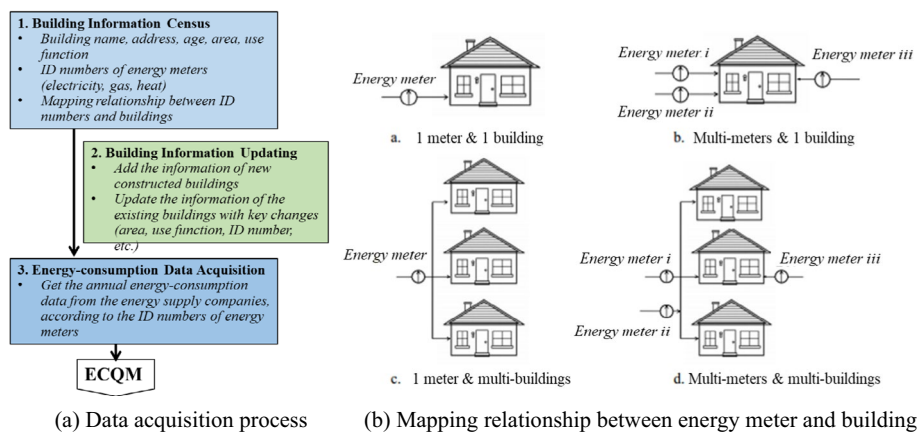 1. Building Information Census
• Building name, address, age, area, use
function
• ID numbers of energy meters
(electricity, gas, heat)
• Mapping relationship between ID
numbers and buildings
2. Building Information Updating
• Add the information of new
constructed buildings
• Update the information of the
existing buildings with key changes
(area, use function, ID number,
etc.)
3. Energy-consumption Data Acquisition
• Get the annual energy-consumption
data from the energy supply companies,
according to the ID numbers of energy
meters
ECQM
(a) Data acquisition process
Energy meter
a. 1 meter & 1 building
Energy meter i
Energy meter iii
Energy meter ii
b. Multi-meters & 1 building
Energy meter
c. 1 meter & multi-buildings
Energy meter i
Energy meter iii
Energy meter ii
d. Multi-meters & multi-buildings
(b) Mapping relationship between energy meter and building